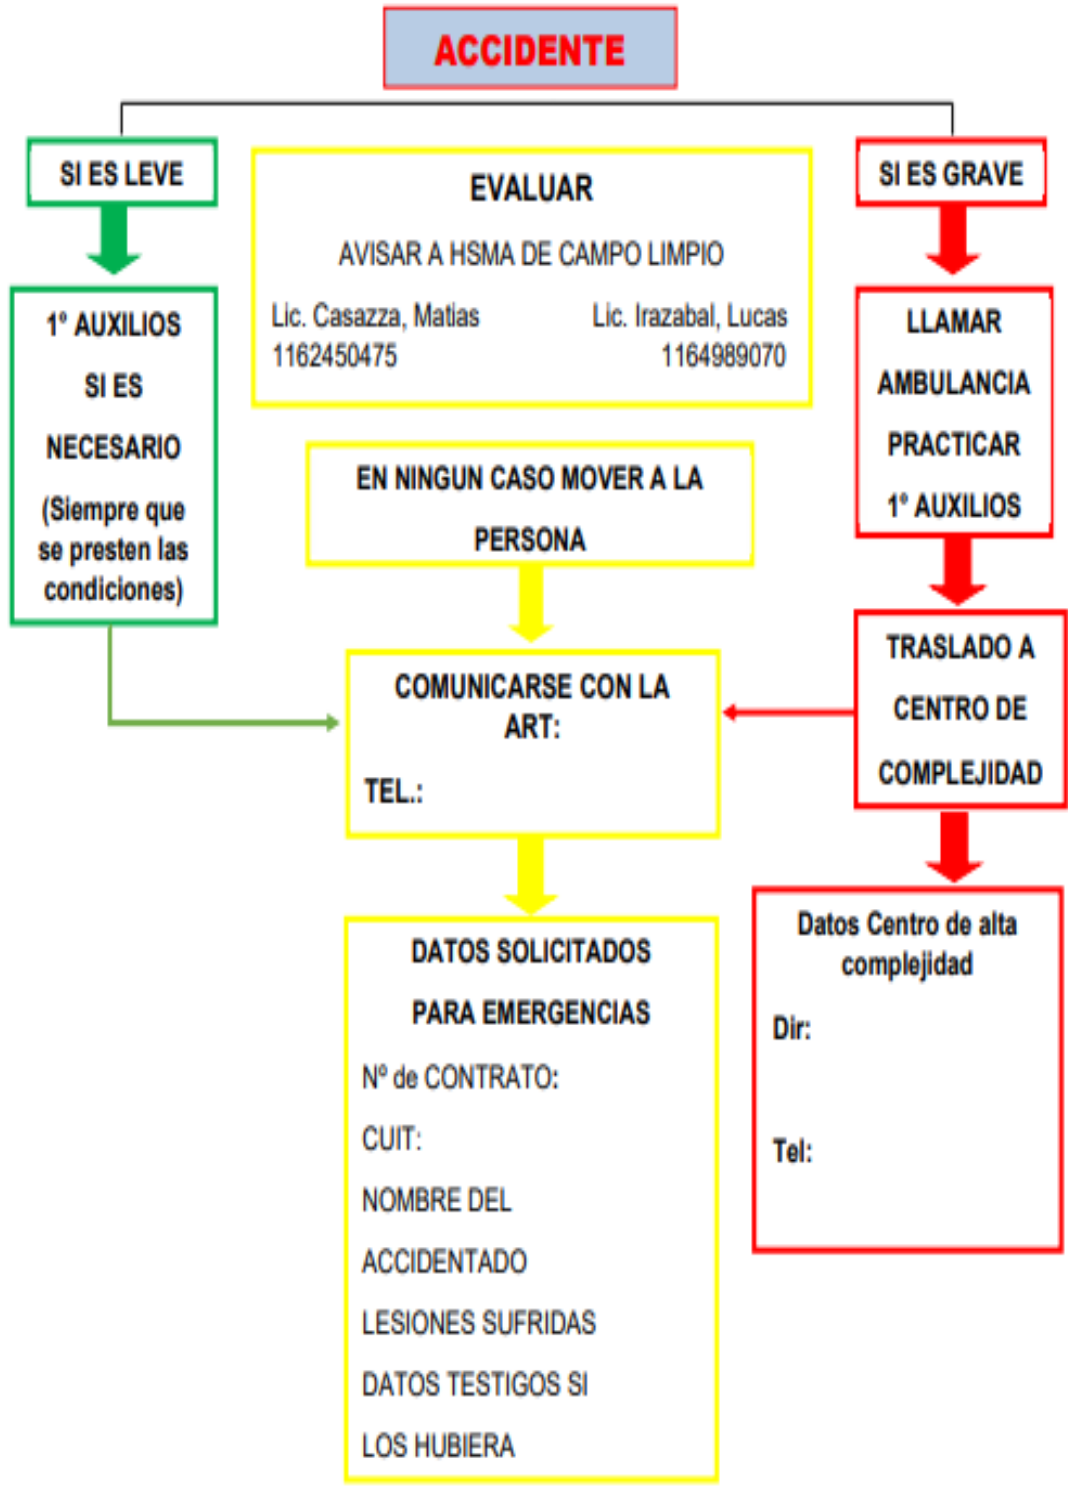 ACCIDENTE
SI ES LEVE
EVALUAR
AVISAR A HSMA DE CAMPO LIMPIO
Lic. Casazza, Matias
1162450475
Lic. Irazabal, Lucas
1164989070
SI ES GRAVE
1° AUXILIOS
SI ES
NECESARIO
(Siempre que
se presten las
condiciones)
LLAMAR
AMBULANCIA
PRACTICAR
1° AUXILIOS
EN NINGUN CASO MOVER A LA
PERSONA
TRASLADO A
CENTRO DE
COMPLEJIDAD
COMUNICARSE CON LA
ART:
TEL.:
Datos Centro de alta
complejidad
Dir:
Tel:
DATOS SOLICITADOS
PARA EMERGENCIAS
Nº de CONTRATO:
CUIT:
NOMBRE DEL
ACCIDENTADO
LESIONES SUFRIDAS
DATOS TESTIGOS SI
LOS HUBIERA